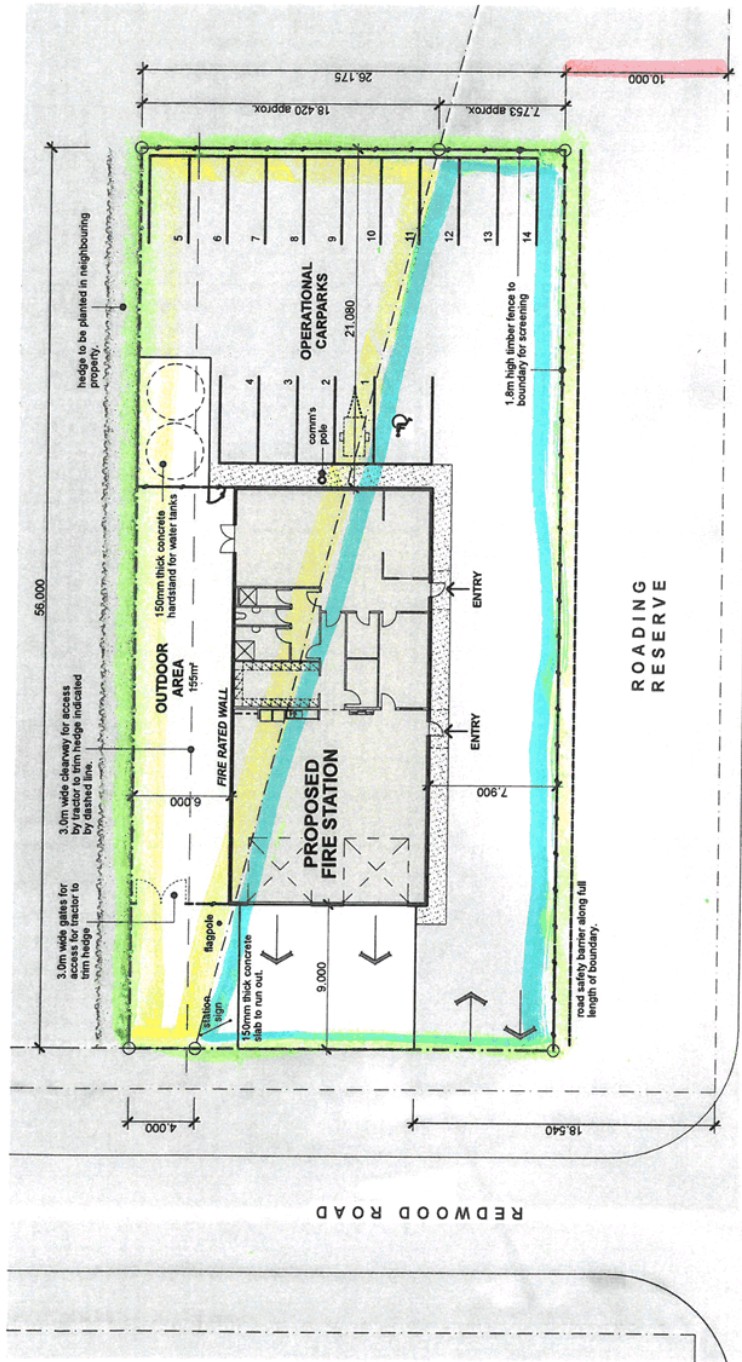 56.000
3.0m wide gates for
access for tractor to
trim hedge
3.0m wide clearway for access
by tractor to trim hedge indicated
by dashed line.
hedge to be planted in neighbouring
property.
150mm thick concrete
hardstand for water tanks
OUTDOOR
AREA
155m²
6.000
FIRE RATED WALL
flagpole
station
sign
150mm thick concrete
slab to run out.
9.000
PROPOSED
FIRE STATION
comm's
pole
4
3
2
1
OPERATIONAL
CARPARKS
21.080
5
6
7
8
9
10
11
12
13
14
ENTRY
ENTRY
7.900
1.8m high timber fence to
boundary for screening
road safety barrier along full
length of boundary.
ROADING
RESERVE
4.000
18.540
REDWOOD ROAD
26.175
18.420 approx.
7.753 approx.
10.000